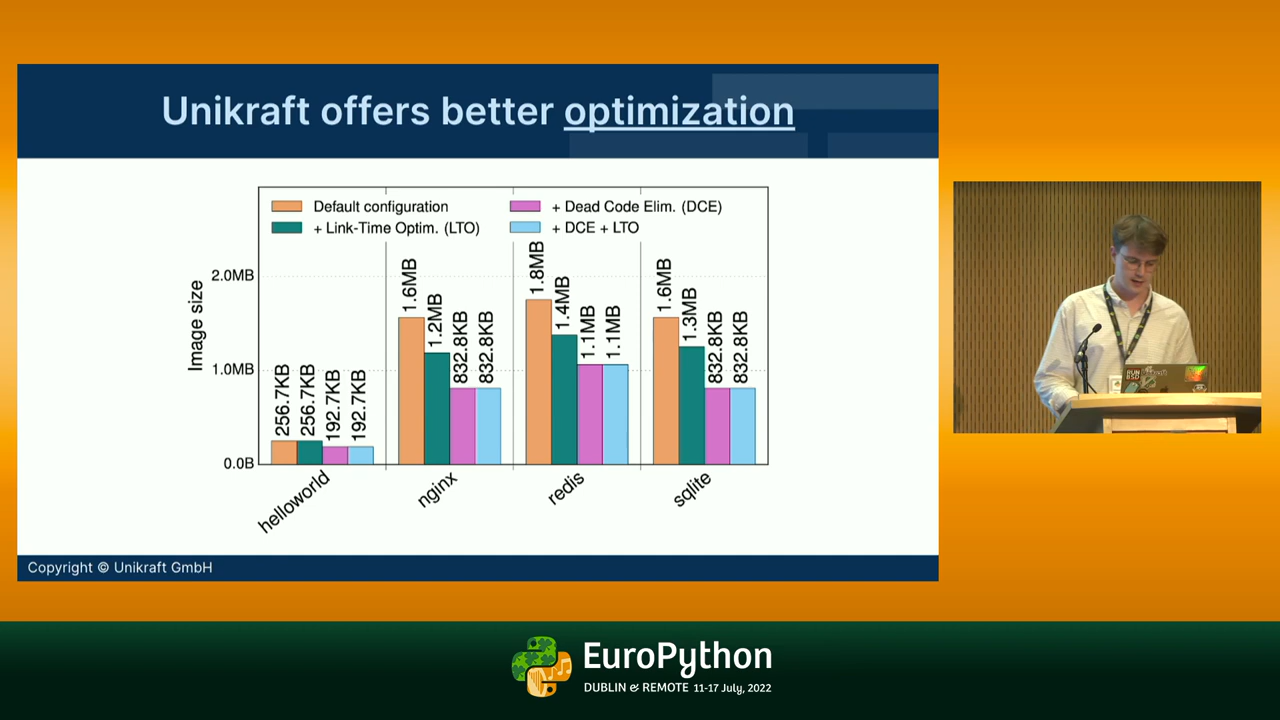 Unikraft offers better optimization
Default configuration
+ Dead Code Elim. (DCE)
+ Link-Time Optim. (LTO)
+ DCE + LTO
Image size
2.0MB
1.0MB
0.0B
256.7KB
256.7KB
192.7KB
192.7KB
1.6MB
1.2MB
832.8KB
832.8KB
1.8MB
1.4MB
1.1MB
1.1MB
1.6MB
1.3MB
832.8KB
832.8KB
helloworld
nginx
redis
sqlite
Copyright © Unikraft GmbH
RUN
BSD
EuroPython
DUBLIN & REMOTE 11-17 July, 2022